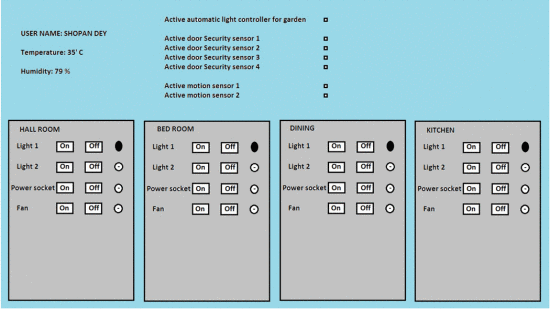 Active automatic light controller for garden
USER NAME: SHOPAN DEY
Active door Security sensor 1
Active door Security sensor 2
Temperature: 35' C
Active door Security sensor 3
Active door Security sensor 4
Humidity: 79 %
Active motion sensor 1
Active motion sensor 2
HALL ROOM
Light 1 On Off
Light 2 On Off
Power socket On Off
Fan On Off
BED ROOM
Light 1 On Off
Light 2 On Off
Power socket On Off
Fan On Off
DINING
Light 1 On Off
Light 2 On Off
Power socket On Off
Fan On Off
KITCHEN
Light 1 On Off
Light 2 On Off
Power socket On Off
Fan On Off